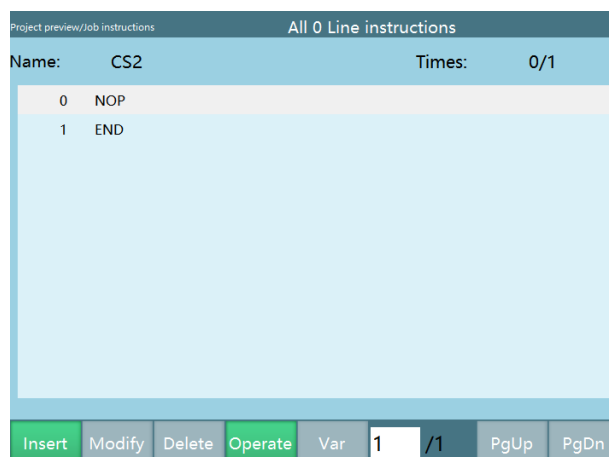 Project preview/Job instructions All 0 Line instructions
Name: CS2 Times: 0/1
0 NOP
1 END
Insert Modify Delete Operate Var 1 /1 PgUp PgDn